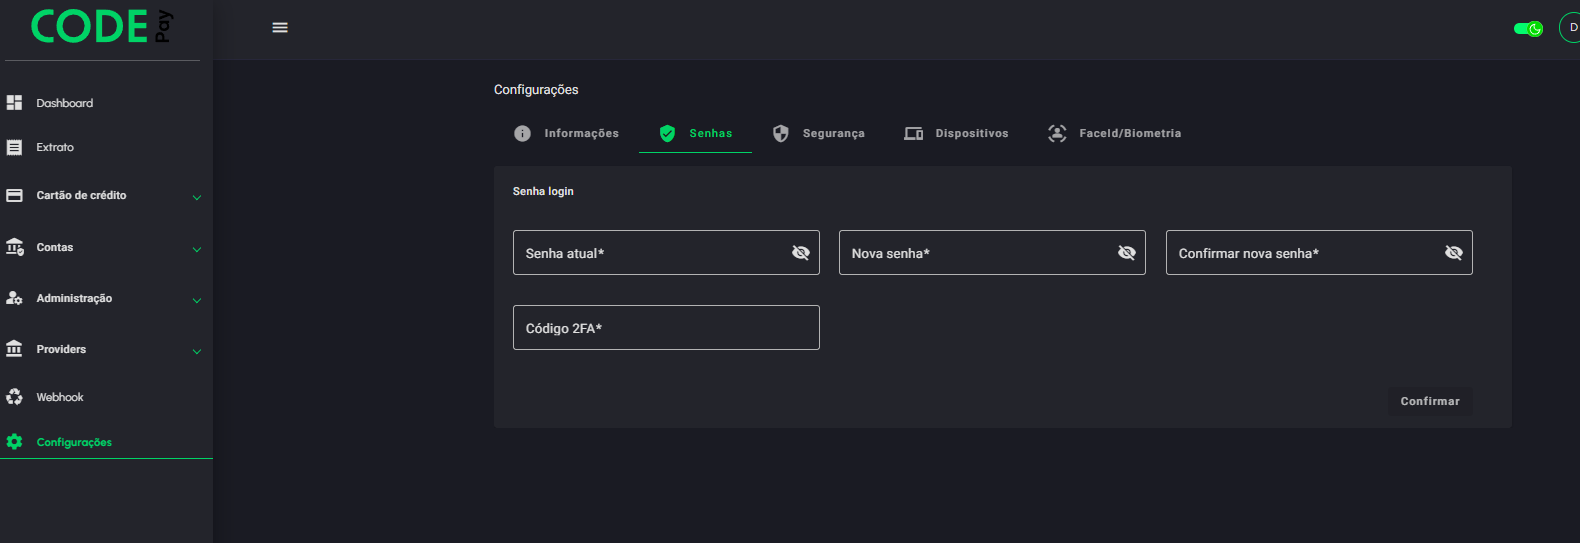 CODE
Pay
D
Dashboard
Extrato
Cartão de crédito
Contas
Administração
Providers
Webhook
Configurações
Configurações
Informações
Senhas
Segurança
Dispositivos
FaceId/Biometria
Senha login
Senha atual*
Nova senha*
Confirmar nova senha*
Código 2FA*
Confirmar